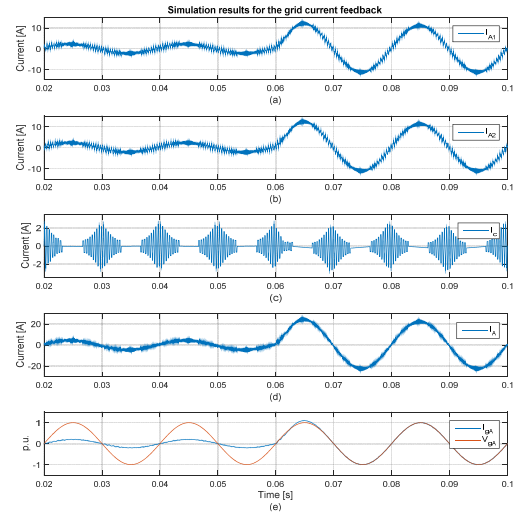 Simulation results for the grid current feedback
Current [A]
10
0
-10
I_A1
0.02 0.03 0.04 0.05 0.06 0.07 0.08 0.09 0.1
(a)
Current [A]
10
0
-10
I_A2
0.02 0.03 0.04 0.05 0.06 0.07 0.08 0.09 0.1
(b)
Current [A]
2
0
-2
I_c
0.02 0.03 0.04 0.05 0.06 0.07 0.08 0.09 0.1
(c)
Current [A]
20
0
-20
I_A
0.02 0.03 0.04 0.05 0.06 0.07 0.08 0.09 0.1
(d)
p.u.
1
0
-1
I_gA
V_gA
0.02 0.03 0.04 0.05 0.06 0.07 0.08 0.09 0.1
Time [s]
(e)